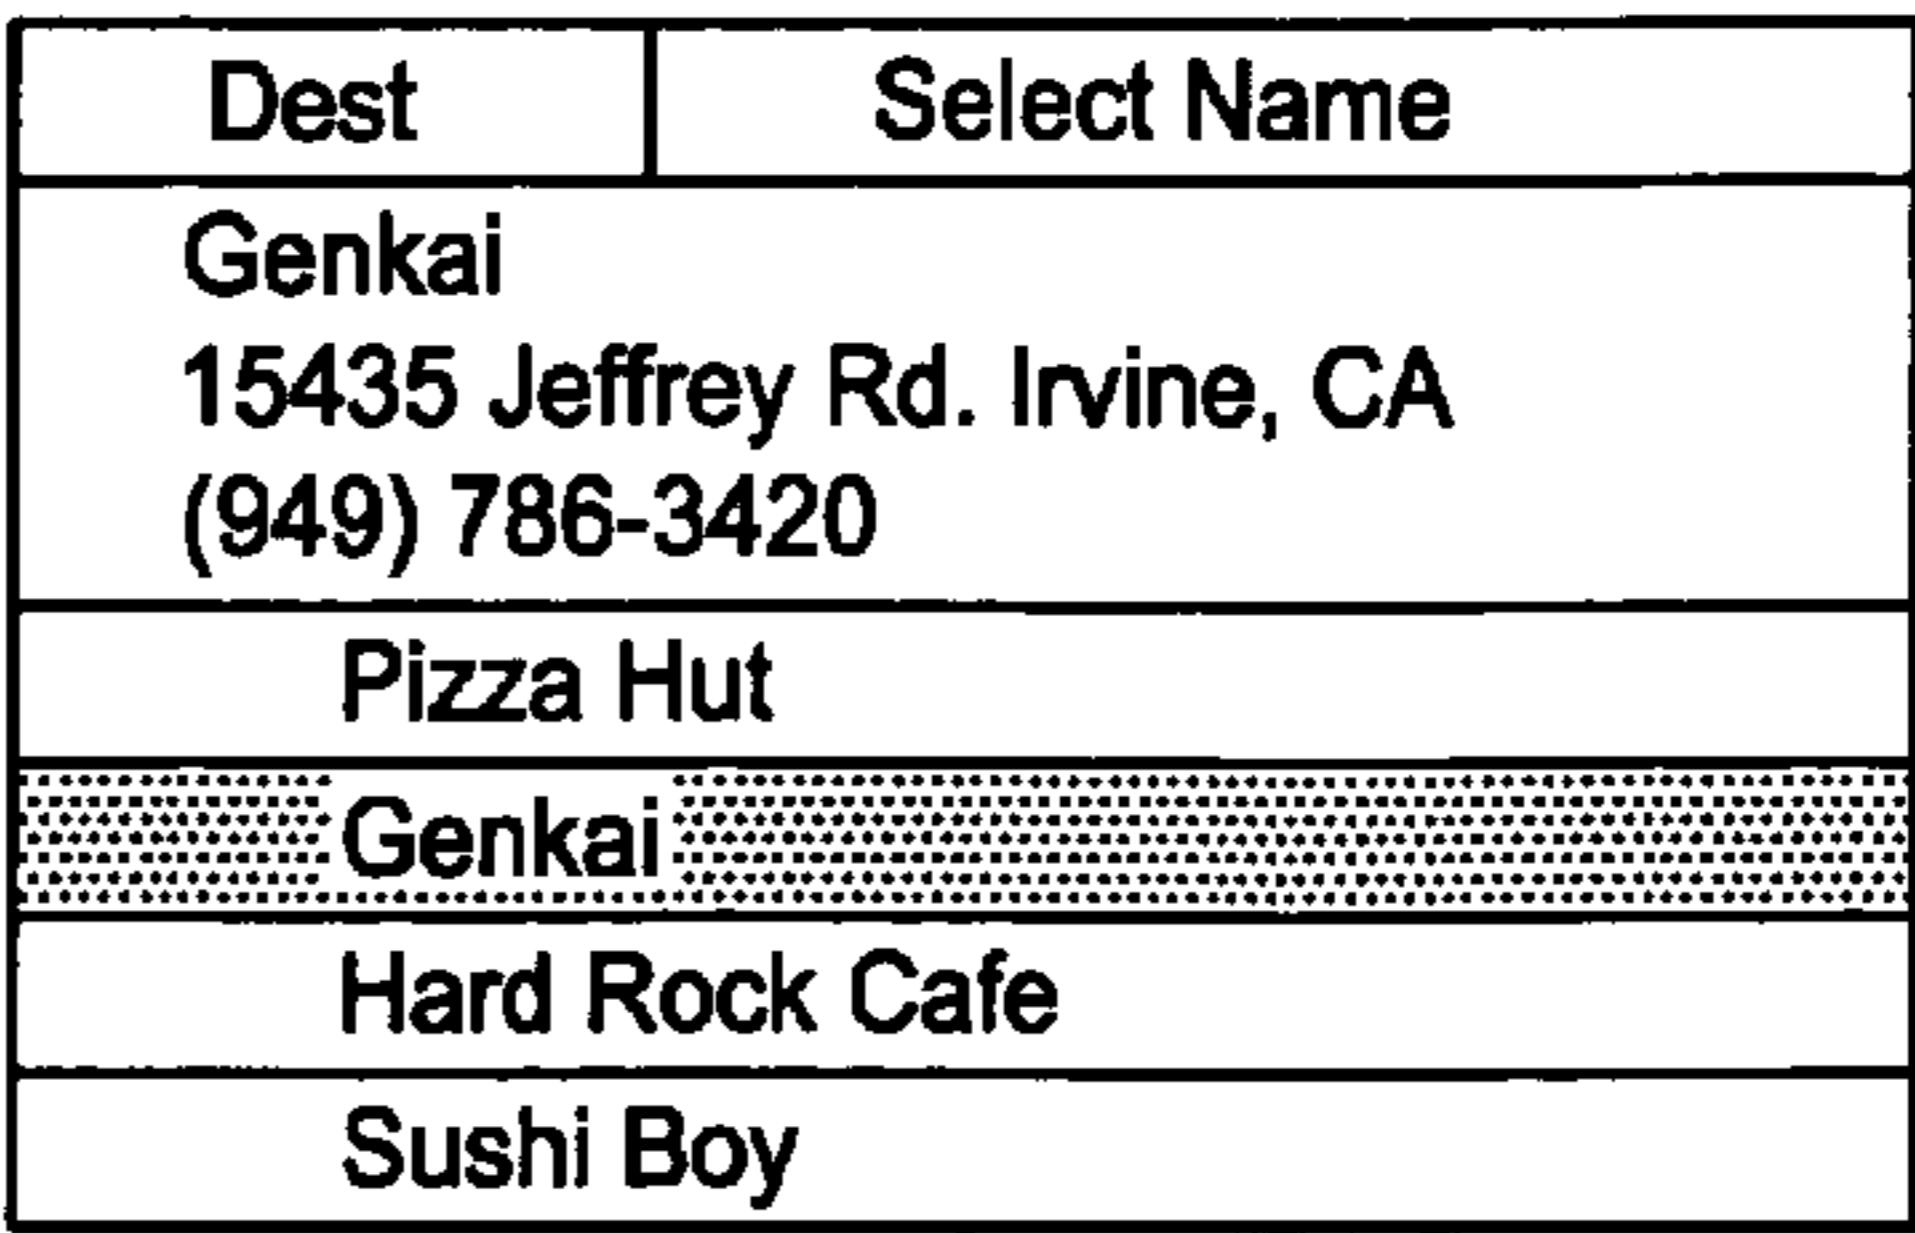 Dest Select Name
Genkai
15435 Jeffrey Rd. Irvine, CA
(949) 786-3420
Pizza Hut
Genkai
Hard Rock Cafe
Sushi Boy